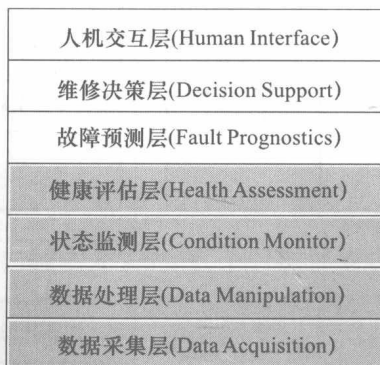 人机交互层(Human Interface)
维修决策层(Decision Support)
故障预测层(Fault Prognostics)
健康评估层(Health Assessment)
状态监测层(Condition Monitor)
数据处理层(Data Manipulation)
数据采集层(Data Acquisition)